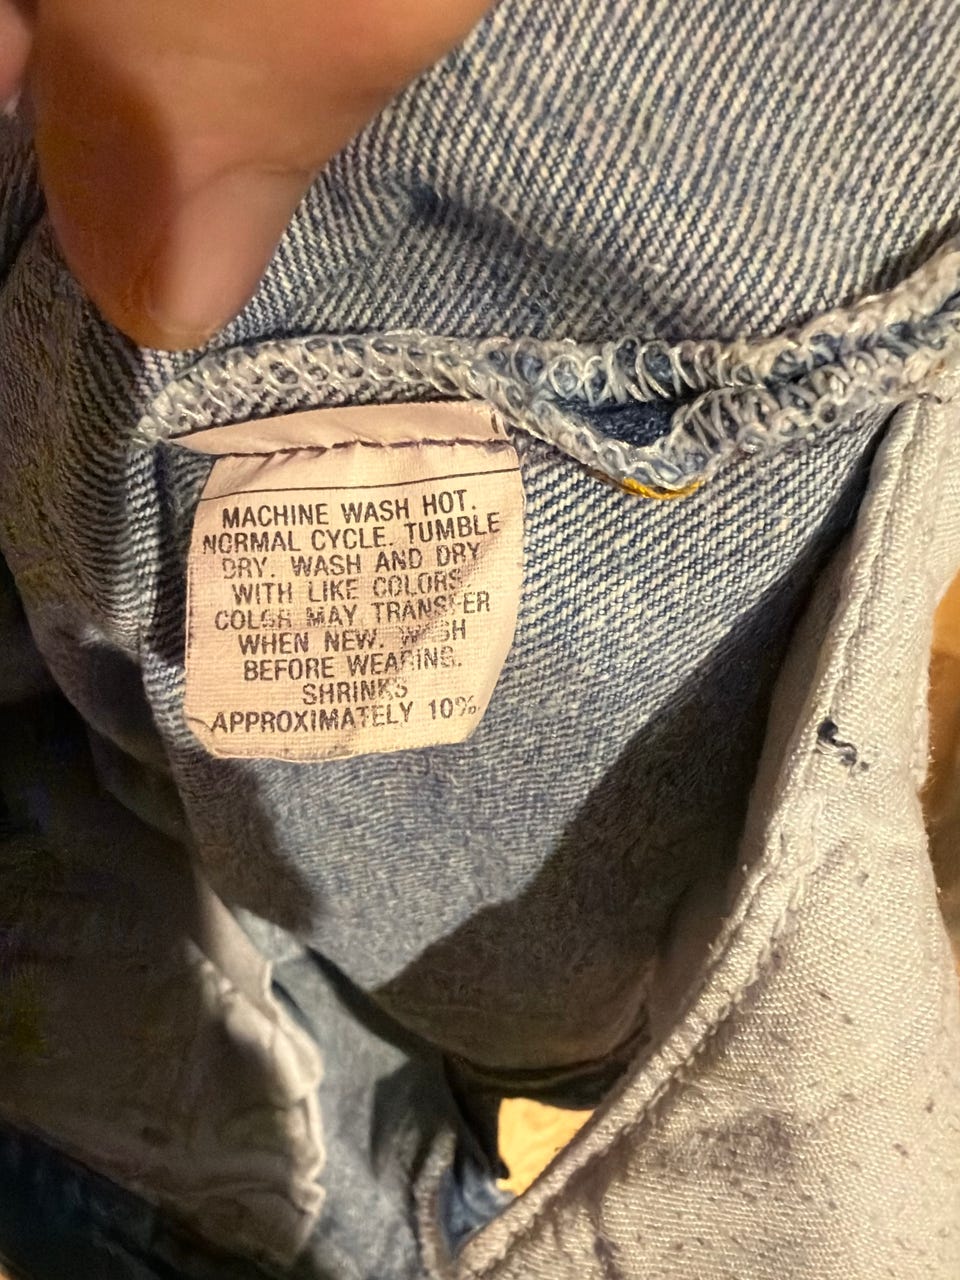 MACHINE WASH HOT.
NORMAL CYCLE. TUMBLE
DRY. WASH AND DRY
WITH LIKE COLORS.
COLOR MAY TRANSFER
WHEN NEW. WASH
BEFORE WEARING.
SHRINKS
APPROXIMATELY 10%.